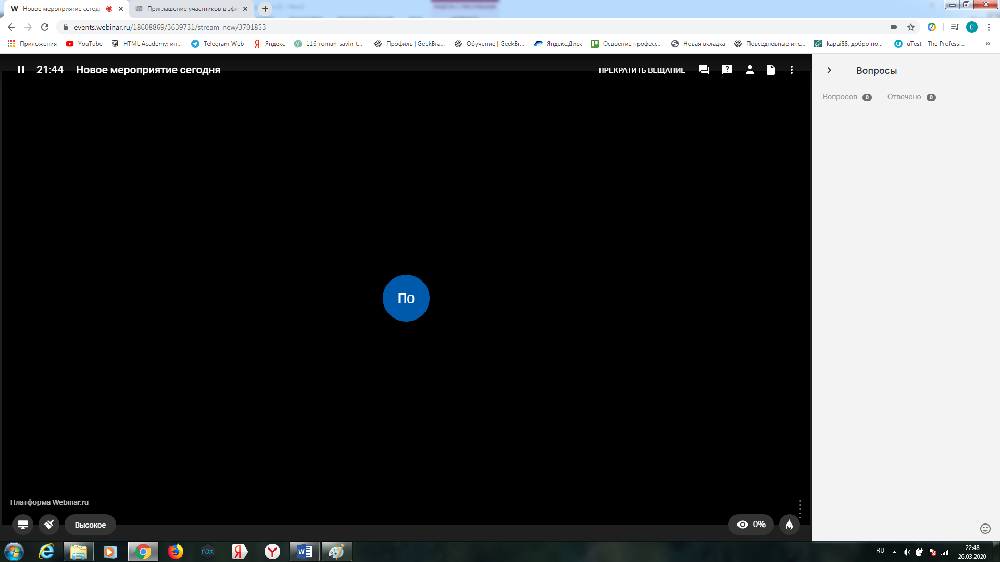 W Новое мероприятие сегодн
Приглашение участников в эфи
events.webinar.ru/18608869/3639731/stream-new/3701853
C
Приложения YouTube HTML Academy: ин... Telegram Web Яндекс 116-roman-savin-t... Профиль | GeekBra... Обучение | GeekBr... Яндекс.Диск Освоение професс... Новая вкладка Повседневные инс... kapai88, добро по... uTest - The Professi... »
21:44 Новое мероприятие сегодня
ПРЕКРАТИТЬ ВЕЩАНИЕ
Вопросы
Вопросов 0 Отвечено 0
ПО
Платформа Webinar.ru
Высокое
0%
nox
RU
22:48
26.03.2020